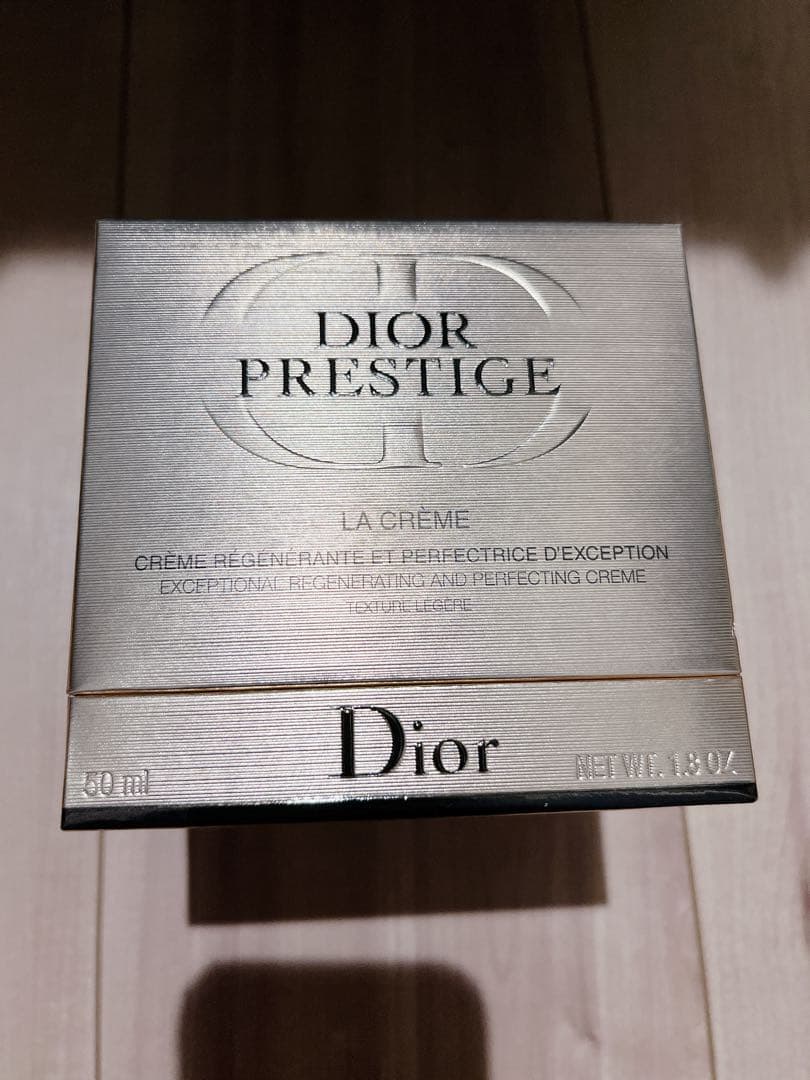 DIOR
PRESTIGE
LA CRÈME
CRÈME RÉGÉNÉRANTE ET PERFECTRICE D'EXCEPTION
EXCEPTIONAL REGENERATING AND PERFECTING CREME
TEXTURE LÉGÈRE
Dior
50 ml
NET WT. 1.8 OZ.